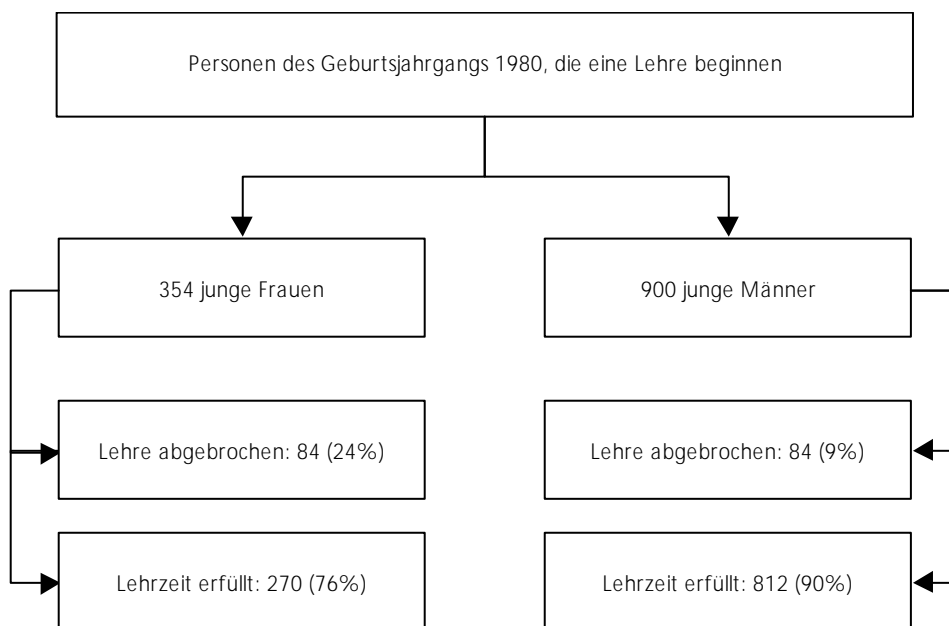 Personen des Geburtsjahrgangs 1980, die eine Lehre beginnen
354 junge Frauen
900 junge Männer
Lehre abgebrochen: 84 (24%)
Lehre abgebrochen: 84 (9%)
Lehrzeit erfüllt: 270 (76%)
Lehrzeit erfüllt: 812 (90%)